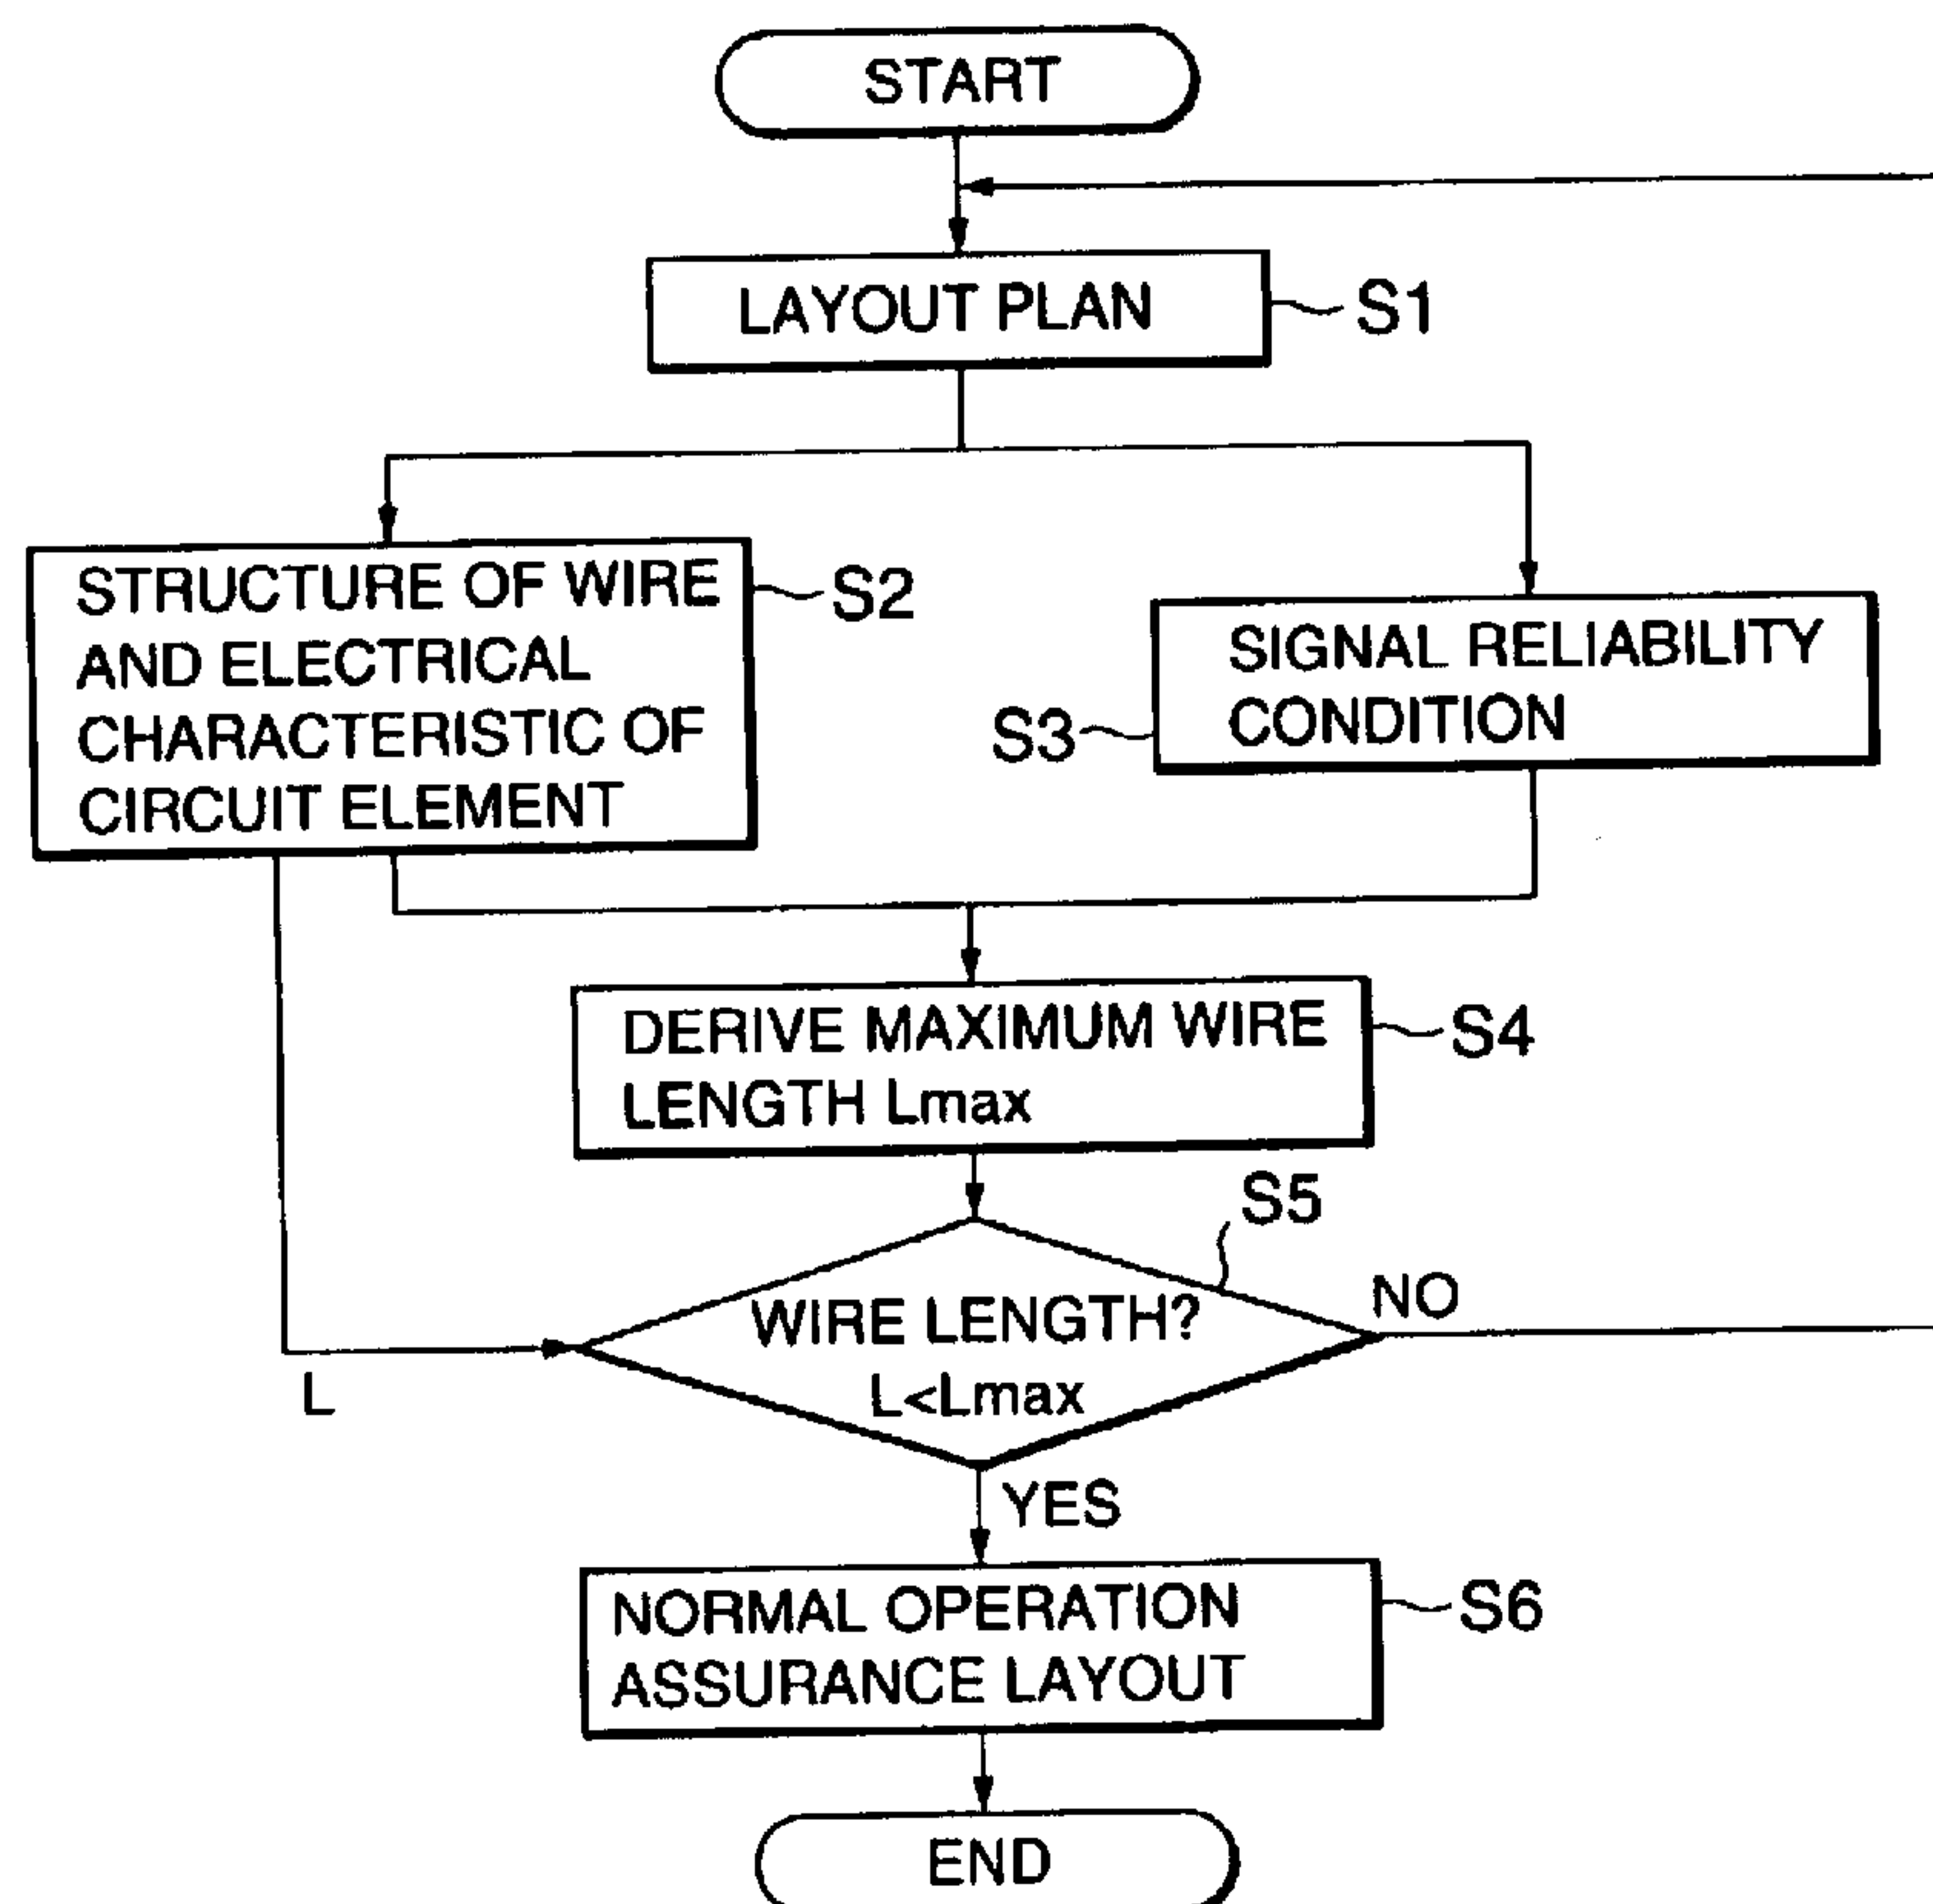 START
LAYOUT PLAN
S1
STRUCTURE OF WIRE
AND ELECTRICAL
CHARACTERISTIC OF
CIRCUIT ELEMENT
S2
SIGNAL RELIABILITY
CONDITION
S3
DERIVE MAXIMUM WIRE
LENGTH Lmax
S4
S5
WIRE LENGTH?
L<Lmax
NO
L
YES
NORMAL OPERATION
ASSURANCE LAYOUT
S6
END